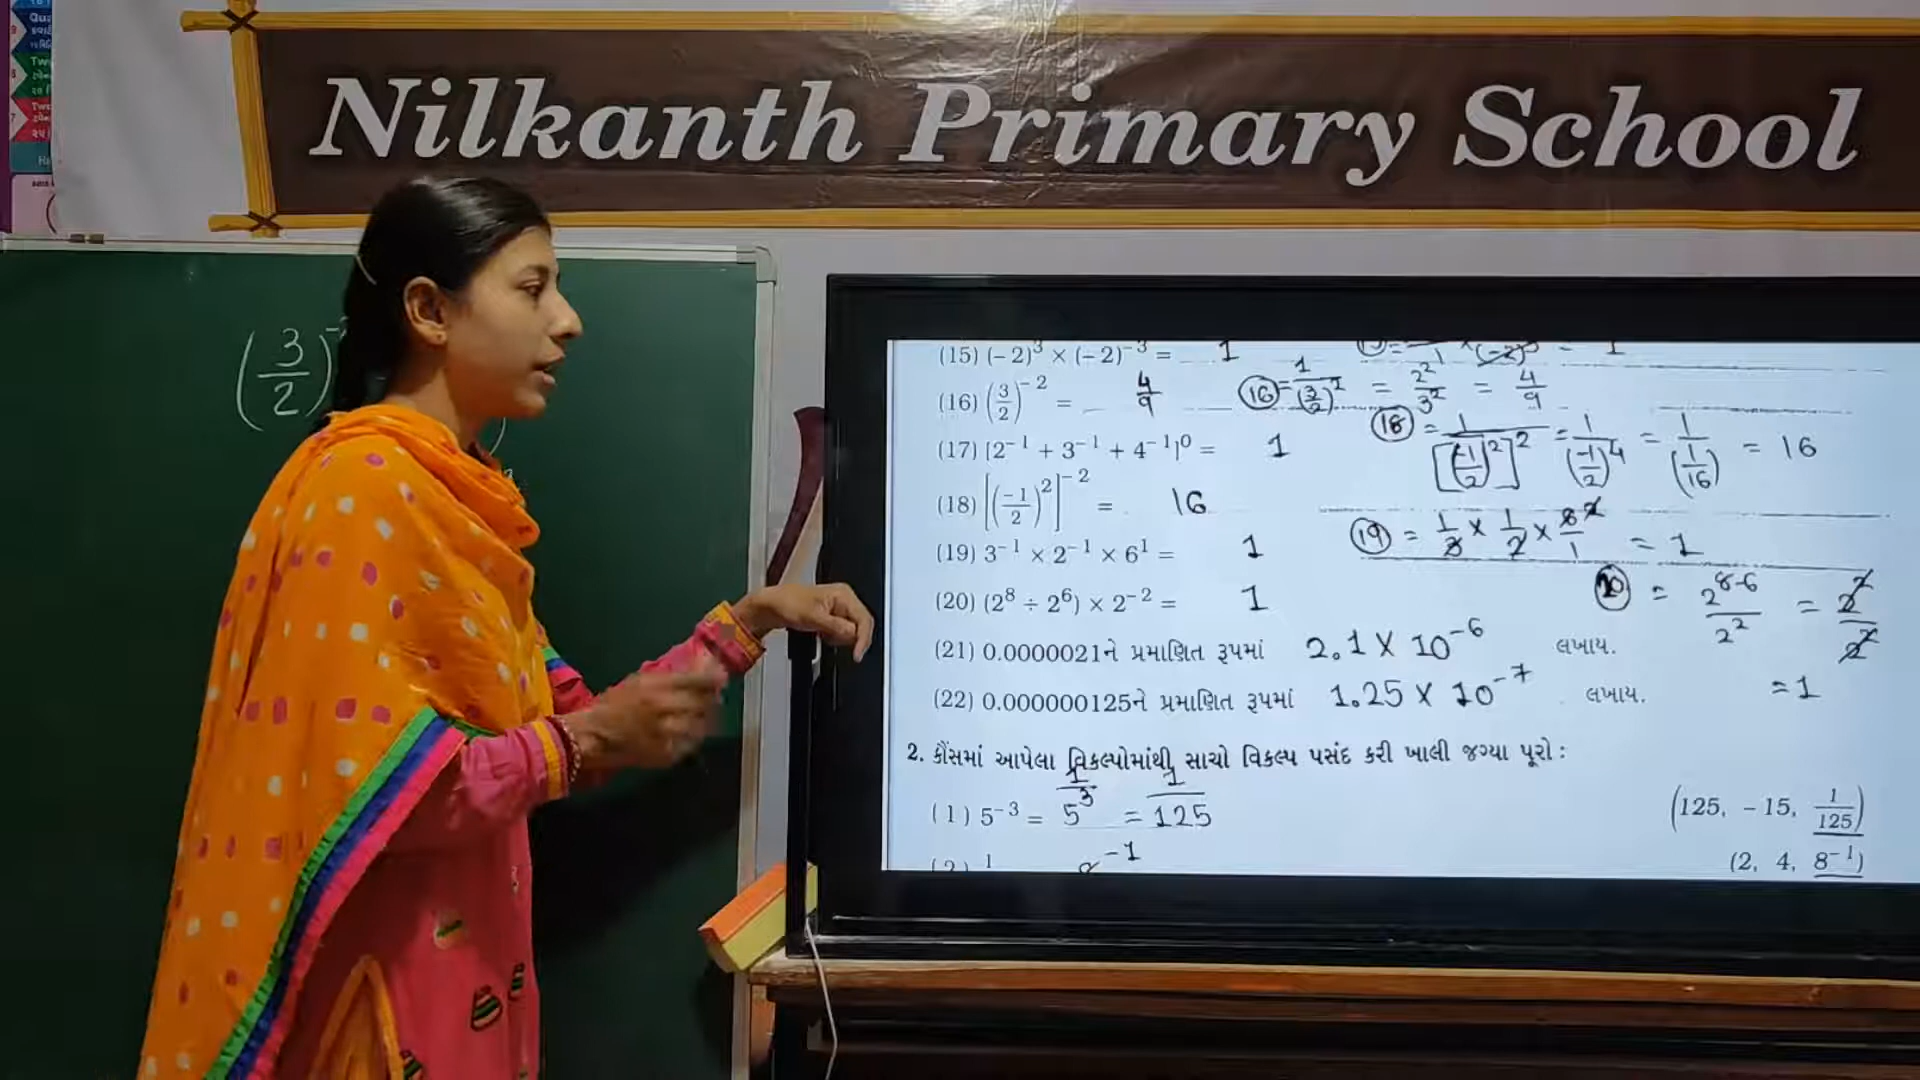 Nilkanth Primary School
Qua
Tw
Two
(3/2)
(15) (−2)³ × (−2)⁻³ = 1
(16) (3/2)⁻² = 4/9 ⑯ = 1/(3/2)² = 2²/3² = 4/9
(17) [2⁻¹ + 3⁻¹ + 4⁻¹]⁰ = 1
(18) [(−1/2)²]⁻² = 16 ⑱ = 1/[(−1/2)²]² = 1/(−1/2)⁴ = 1/(1/16) = 16
(19) 3⁻¹ × 2⁻¹ × 6¹ = 1 ⑲ = 1/3 × 1/2 × 6/1 = 1
(20) (2⁸ ÷ 2⁶) × 2⁻² = 1 ⑳ = 2⁸⁻⁶/2² = 2²/2²
(21) 0.0000021ને પ્રમાણિત રૂપમાં 2.1 × 10⁻⁶ લખાય.
(22) 0.000000125ને પ્રમાણિત રૂપમાં 1.25 × 10⁻⁷ લખાય. = 1
2. કૌંસમાં આપેલા વિકલ્પોમાંથી સાચો વિકલ્પ પસંદ કરી ખાલી જગ્યા પૂરો :
(1) 5⁻³ = 1/5³ = 1/125 (125, −15, 1/125)
(2, 4, 8⁻¹)